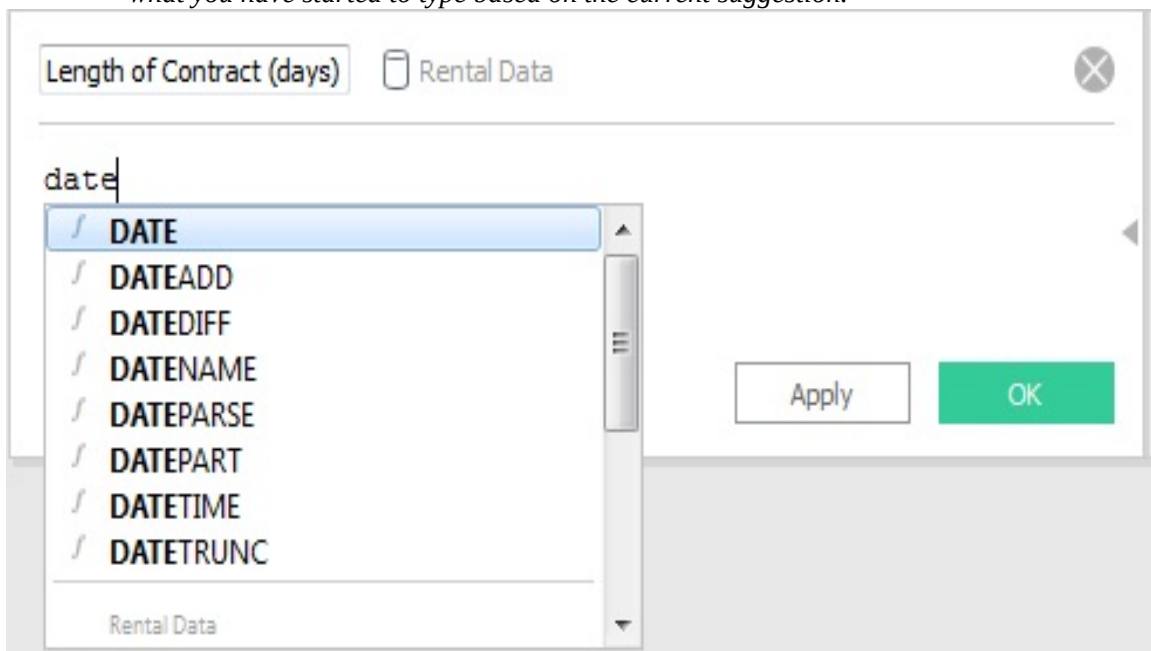 what you have started to type based on the current suggestion.
Length of Contract (days) Rental Data
date
DATE
DATEADD
DATEDIFF
DATENAME
DATEPARSE
Apply OK
DATEPART
DATETIME
DATETRUNC
Rental Data